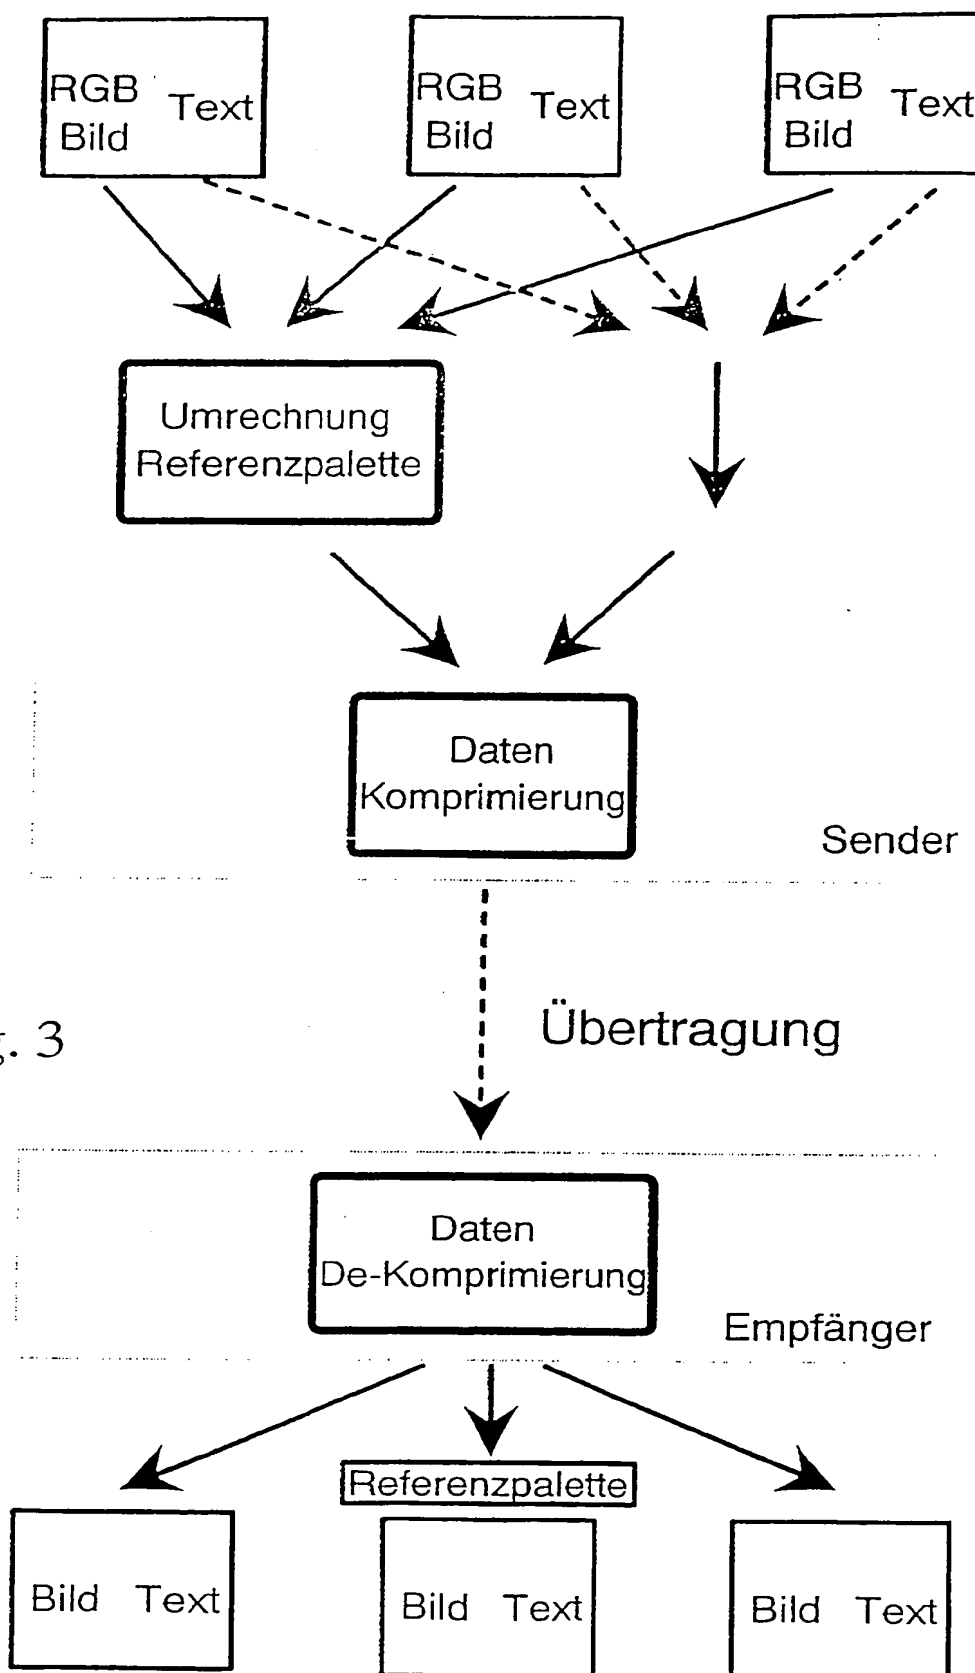 RGB Bild Text
RGB Bild Text
RGB Bild Text
Umrechnung
Referenzpalette
Daten
Komprimierung
Sender
Übertragung
g. 3
Daten
De-Komprimierung
Empfänger
Referenzpalette
Bild Text
Bild Text
Bild Text